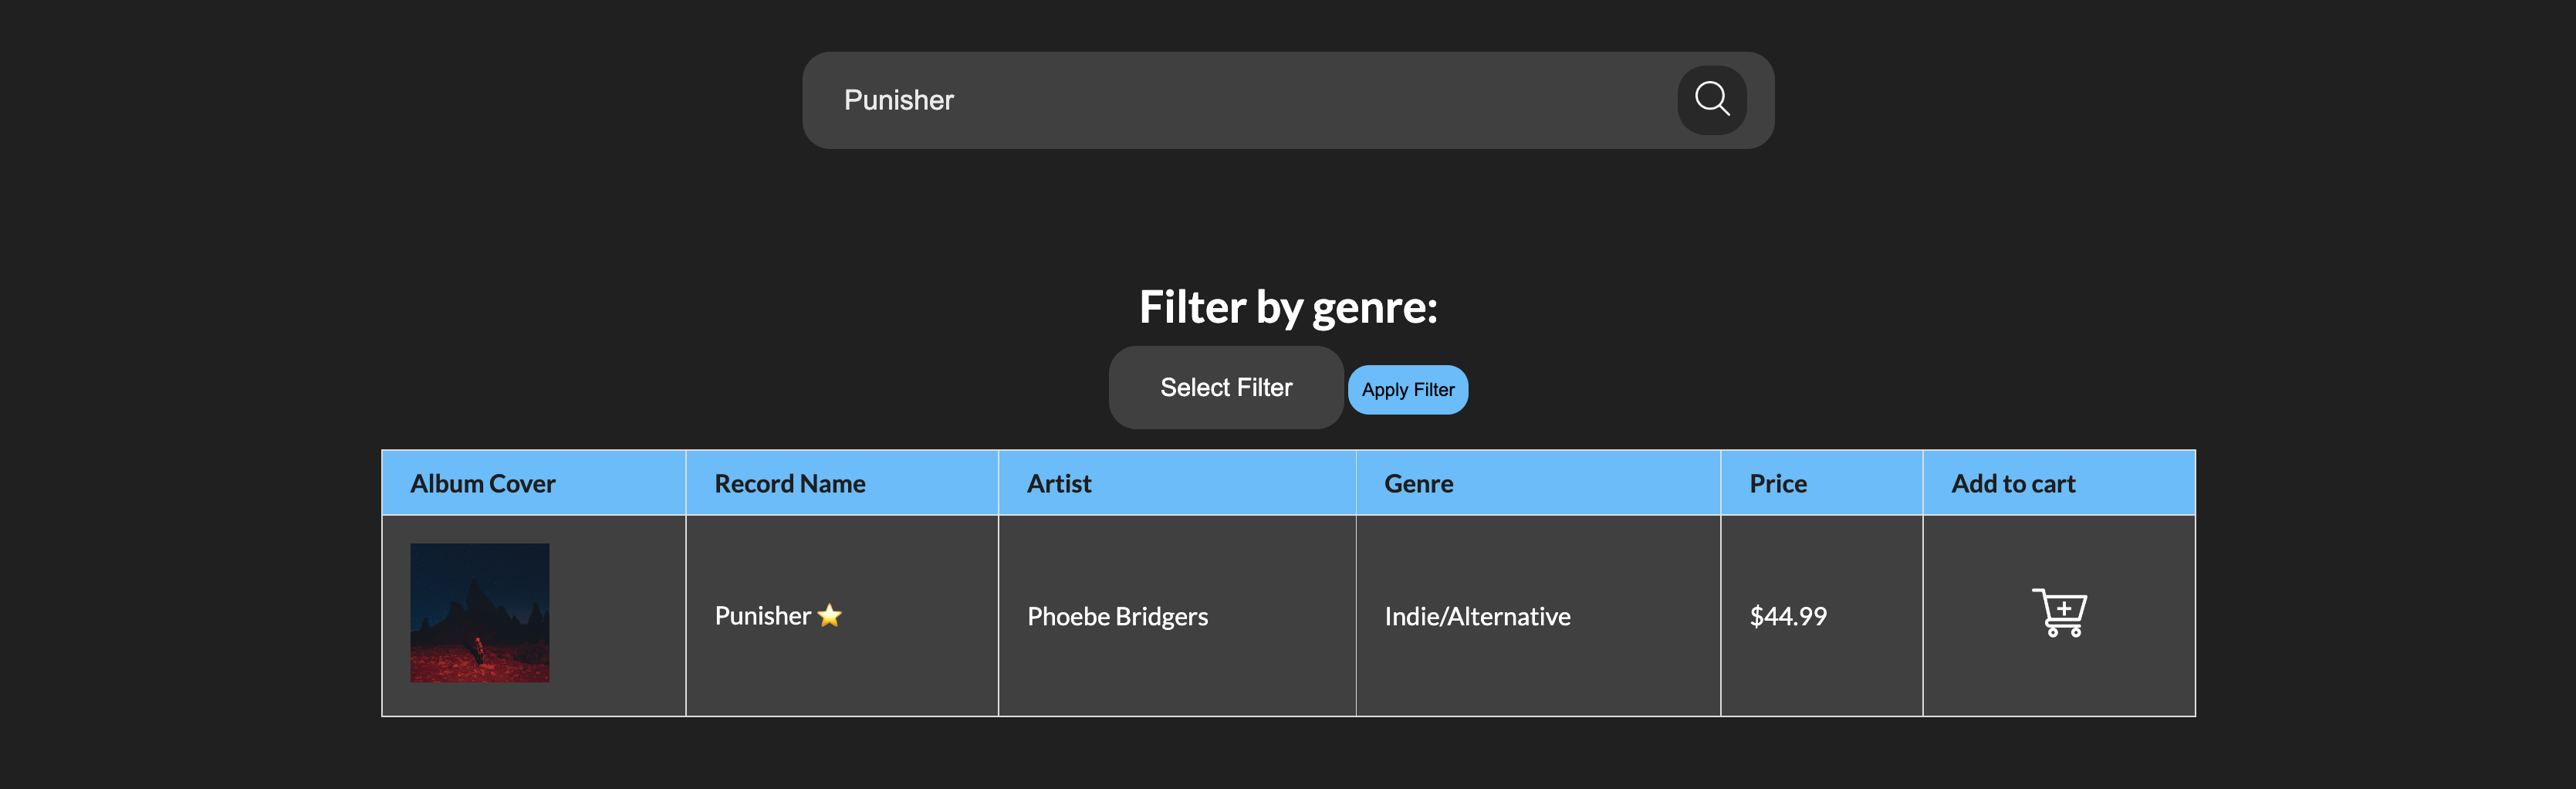 Punisher
Filter by genre:
Select Filter Apply Filter
Album Cover Record Name Artist Genre Price Add to cart
Punisher ⭐ Phoebe Bridgers Indie/Alternative $44.99